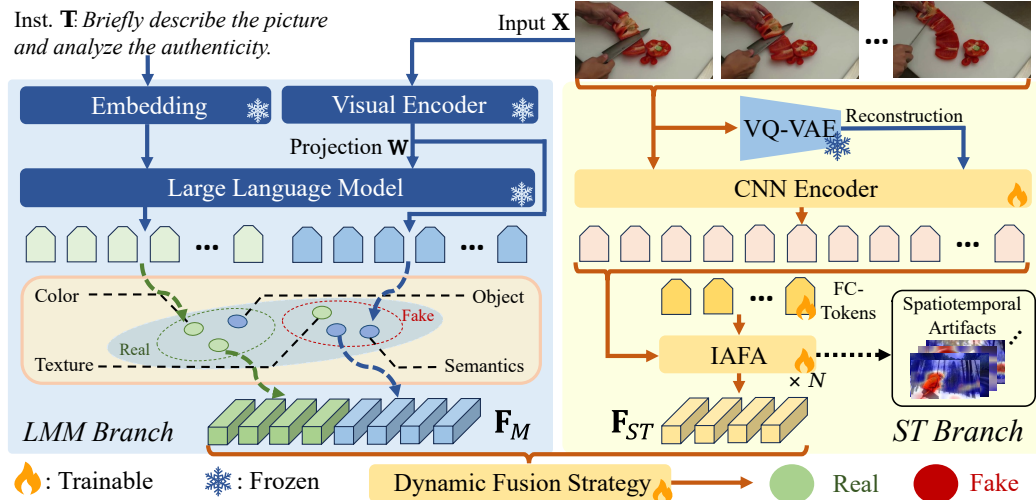 Inst. T: Briefly describe the picture
and analyze the authenticity.
Input X
...
Embedding
Visual Encoder
Projection W
Large Language Model
...
...
Color
Object
Real
Fake
Texture
Semantics
LMM Branch
F_M
VQ-VAE
Reconstruction
CNN Encoder
...
...
FC-
Tokens
IAFA
× N
Spatiotemporal
Artifacts
...
F_ST
ST Branch
: Trainable
: Frozen
Dynamic Fusion Strategy
Real
Fake